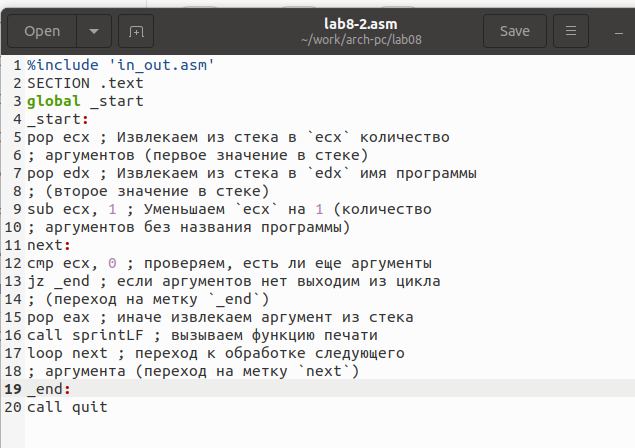 Open
lab8-2.asm
~/work/arch-pc/lab08
Save
1 %include 'in_out.asm'
2 SECTION .text
3 global _start
4 _start:
5 pop ecx ; Извлекаем из стека в `ecx` количество
6 ; аргументов (первое значение в стеке)
7 pop edx ; Извлекаем из стека в `edx` имя программы
8 ; (второе значение в стеке)
9 sub ecx, 1 ; Уменьшаем `ecx` на 1 (количество
10 ; аргументов без названия программы)
11 next:
12 cmp ecx, 0 ; проверяем, есть ли еще аргументы
13 jz _end ; если аргументов нет выходим из цикла
14 ; (переход на метку `_end`)
15 pop eax ; иначе извлекаем аргумент из стека
16 call sprintLF ; вызываем функцию печати
17 loop next ; переход к обработке следующего
18 ; аргумента (переход на метку `next`)
19 _end:
20 call quit